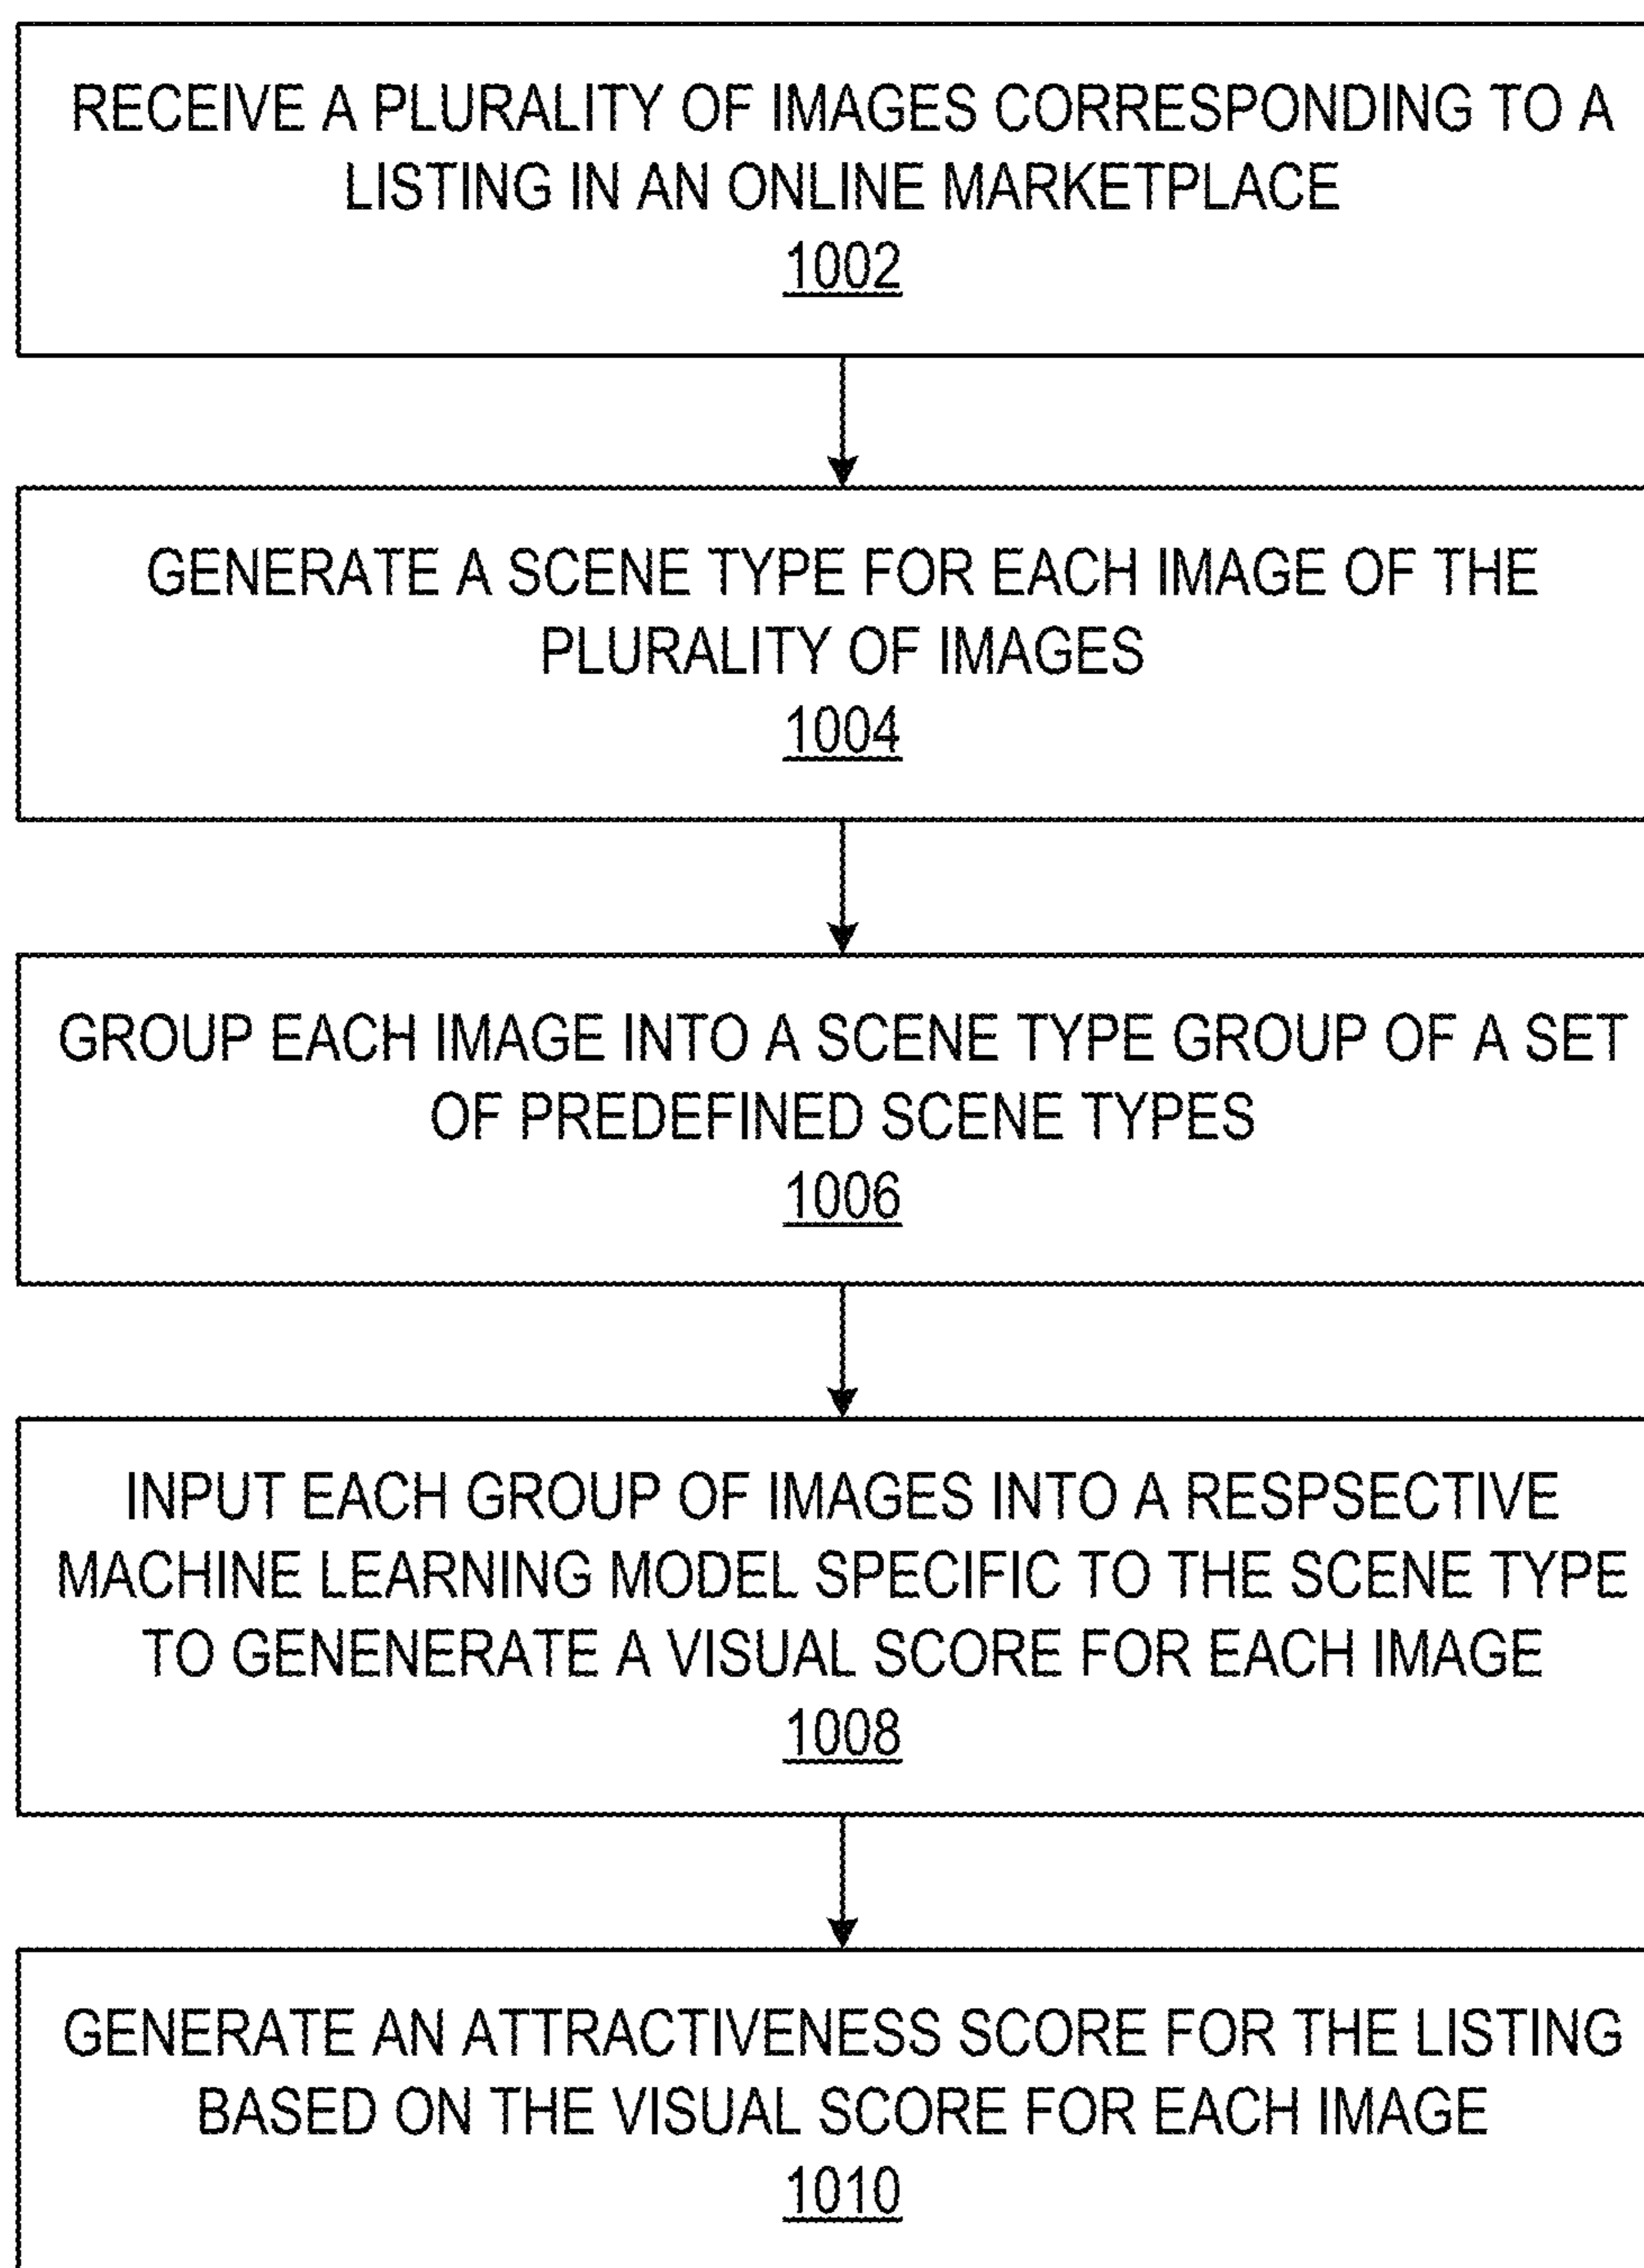 RECEIVE A PLURALITY OF IMAGES CORRESPONDING TO A
LISTING IN AN ONLINE MARKETPLACE
1002
GENERATE A SCENE TYPE FOR EACH IMAGE OF THE
PLURALITY OF IMAGES
1004
GROUP EACH IMAGE INTO A SCENE TYPE GROUP OF A SET
OF PREDEFINED SCENE TYPES
1006
INPUT EACH GROUP OF IMAGES INTO A RESPSECTIVE
MACHINE LEARNING MODEL SPECIFIC TO THE SCENE TYPE
TO GENENERATE A VISUAL SCORE FOR EACH IMAGE
1008
GENERATE AN ATTRACTIVENESS SCORE FOR THE LISTING
BASED ON THE VISUAL SCORE FOR EACH IMAGE
1010